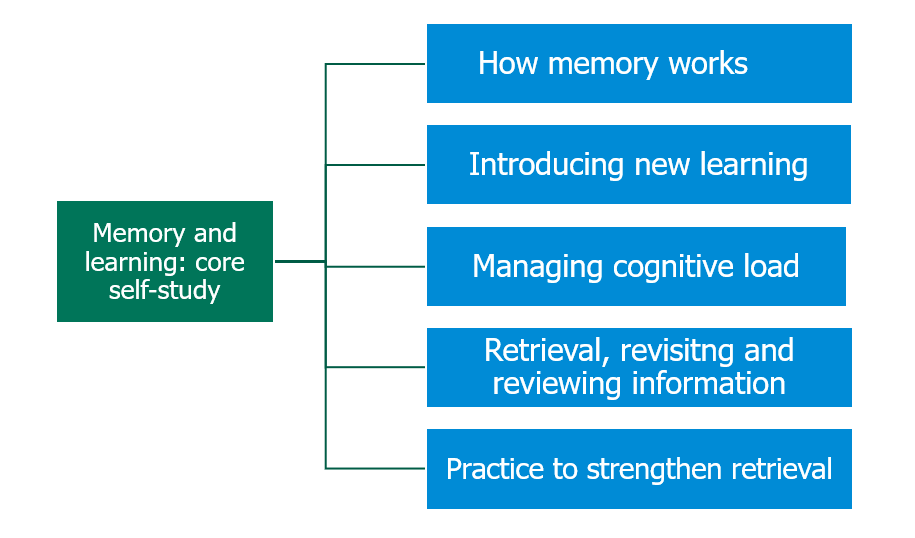 How memory works
Introducing new learning
Memory and
learning: core
self-study
Managing cognitive load
Retrieval, revisitng and
reviewing information
Practice to strengthen retrieval